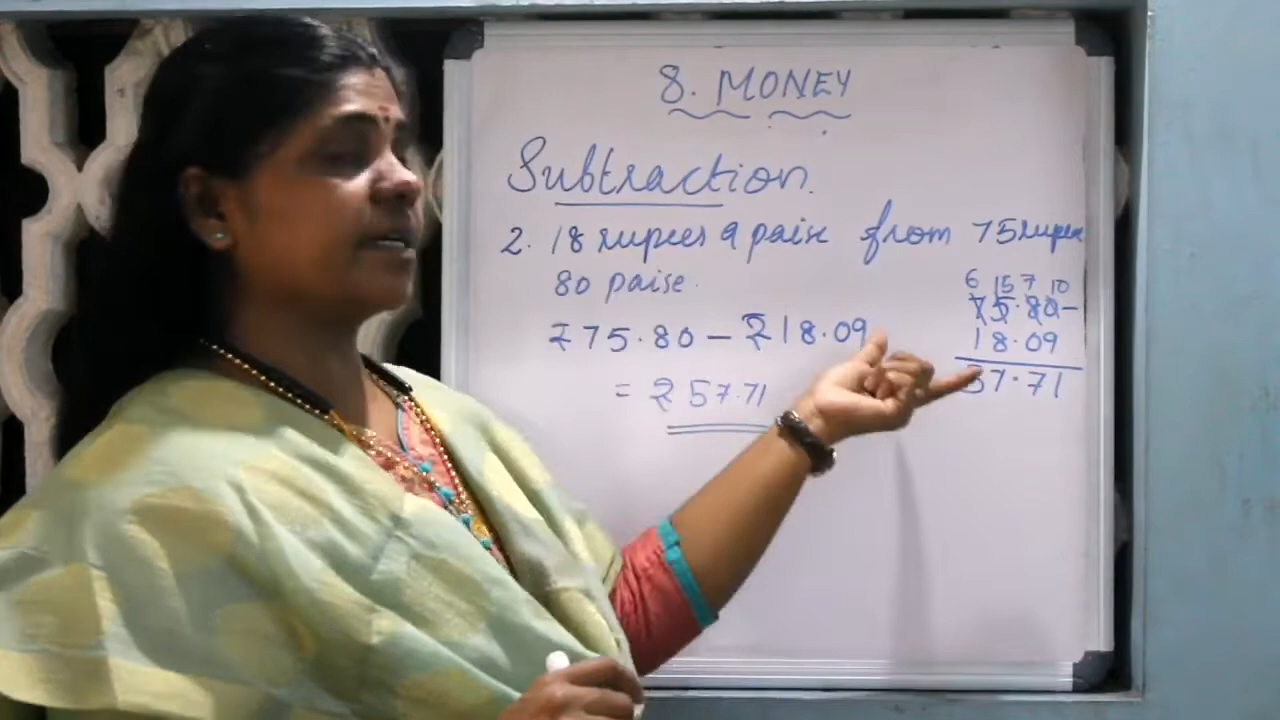 8. MONEY
Subtraction.
2. 18 rupees 9 paise from 75 rupees
80 paise.
₹75.80 - ₹18.09
= ₹57.71
6 15 7 10
75.80-
18.09
57.71